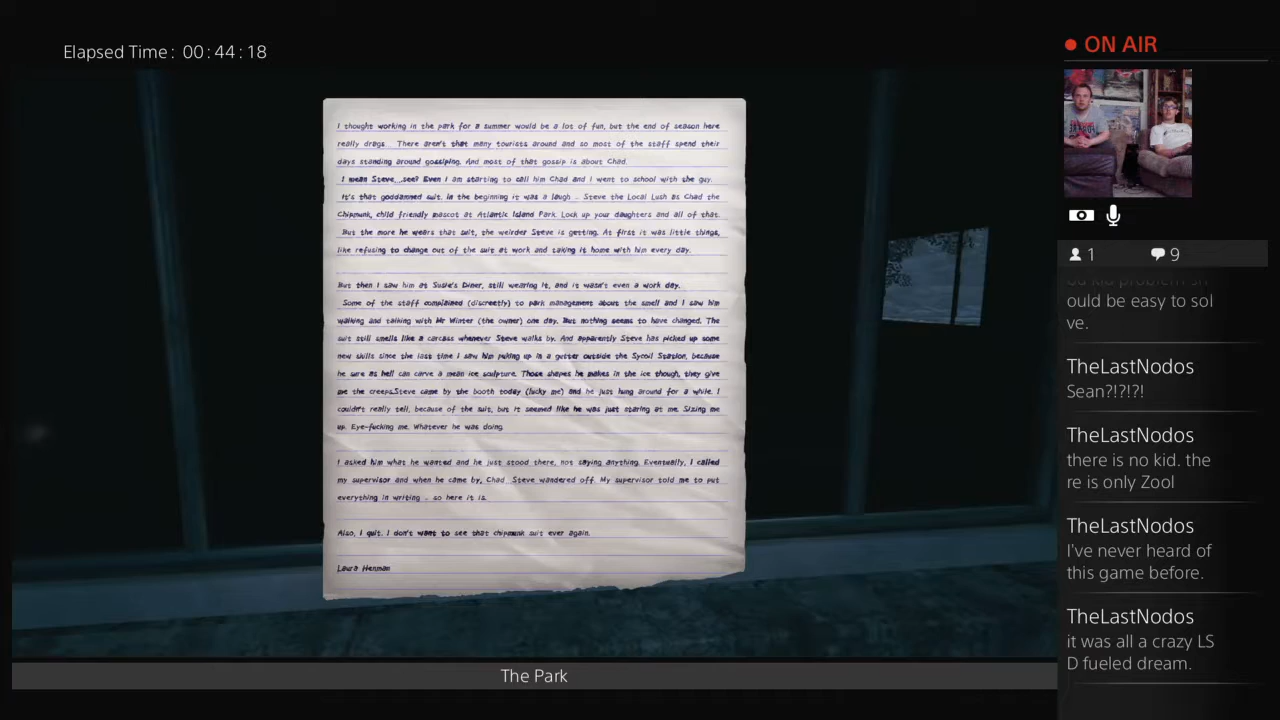 Elapsed Time: 00:44:18
ON AIR
I thought working in the park for a summer would be a lot of fun, but the end of season here
really drags. There aren't that many tourists around and so most of the staff spend their
days standing around gossiping. And most of that gossip is about Chad.
I mean Steve...see? Even I am starting to call him Chad and I went to school with the guy.
It's that goddamned suit. In the beginning it was a laugh - Steve the Local Lush as Chad the
Chipmunk, child friendly mascot at Atlantic Island Park. Lock up your daughters and all of that.
But the more he wears that suit, the weirder Steve is getting. At first it was little things,
like refusing to change out of the suit at work and taking it home with him every day.
But then I saw him at Susie's Diner, still wearing it, and it wasn't even a work day.
Some of the staff complained (discreetly) to park management about the smell and I saw him
walking and talking with Mr Winter (the owner) one day. But nothing seems to have changed. The
suit still smells like a carcass whenever Steve walks by. And apparently Steve has picked up some
new skills since the last time I saw him puking up in a gutter outside the Sycoil Station, because
he sure as hell can carve a mean ice sculpture. Those shapes he makes in the ice though, they give
me the creeps.Steve came by the booth today (lucky me) and he just hung around for a while. I
couldn't really tell, because of the suit, but it seemed like he was just staring at me. Sizing me
up. Eye-fucking me. Whatever he was doing.
I asked him what he wanted and he just stood there, not saying anything. Eventually, I called
my supervisor and when he came by, Chad...Steve wandered off. My supervisor told me to put
everything in writing - so here it is.
Also, I quit. I don't want to see that chipmunk suit ever again.
Laura Henman
The Park
1 9
ould be easy to sol
ve.
TheLastNodos
Sean?!?!?!
TheLastNodos
there is no kid. the
re is only Zool
TheLastNodos
I've never heard of
this game before.
TheLastNodos
it was all a crazy LS
D fueled dream.